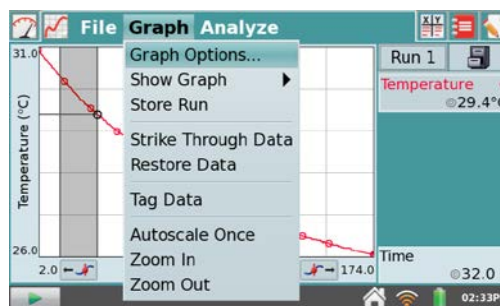 File Graph Analyze
X Y
31.0
Temperature (°C)
26.0
2.0
174.0
Graph Options...
Show Graph
Store Run
Strike Through Data
Restore Data
Tag Data
Autoscale Once
Zoom In
Zoom Out
Run 1
Temperature
29.4°
Time
32.0
02:33P